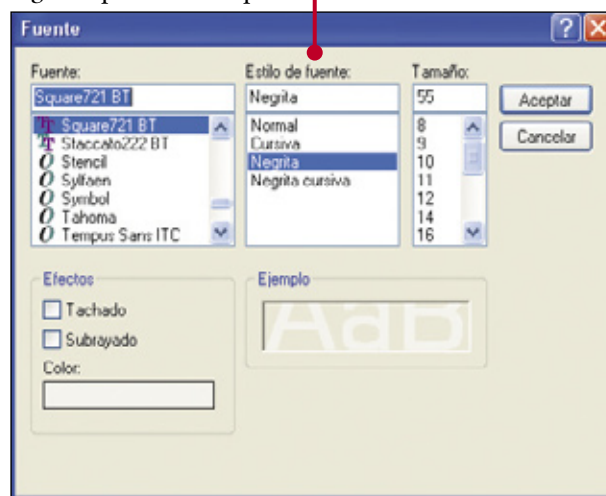 Fuente
Fuente:
Estilo de fuente:
Tamaño:
Square721 BT
Negrita
55
Aceptar
Cancelar
Square721 BT
Staccato222 BT
Stencil
Sylfaen
Symbol
Tahoma
Tempus Sans ITC
Normal
Cursiva
Negrita
Negrita cursiva
8
9
10
11
12
14
16
Efectos
Tachado
Subrayado
Color:
Ejemplo
AaB